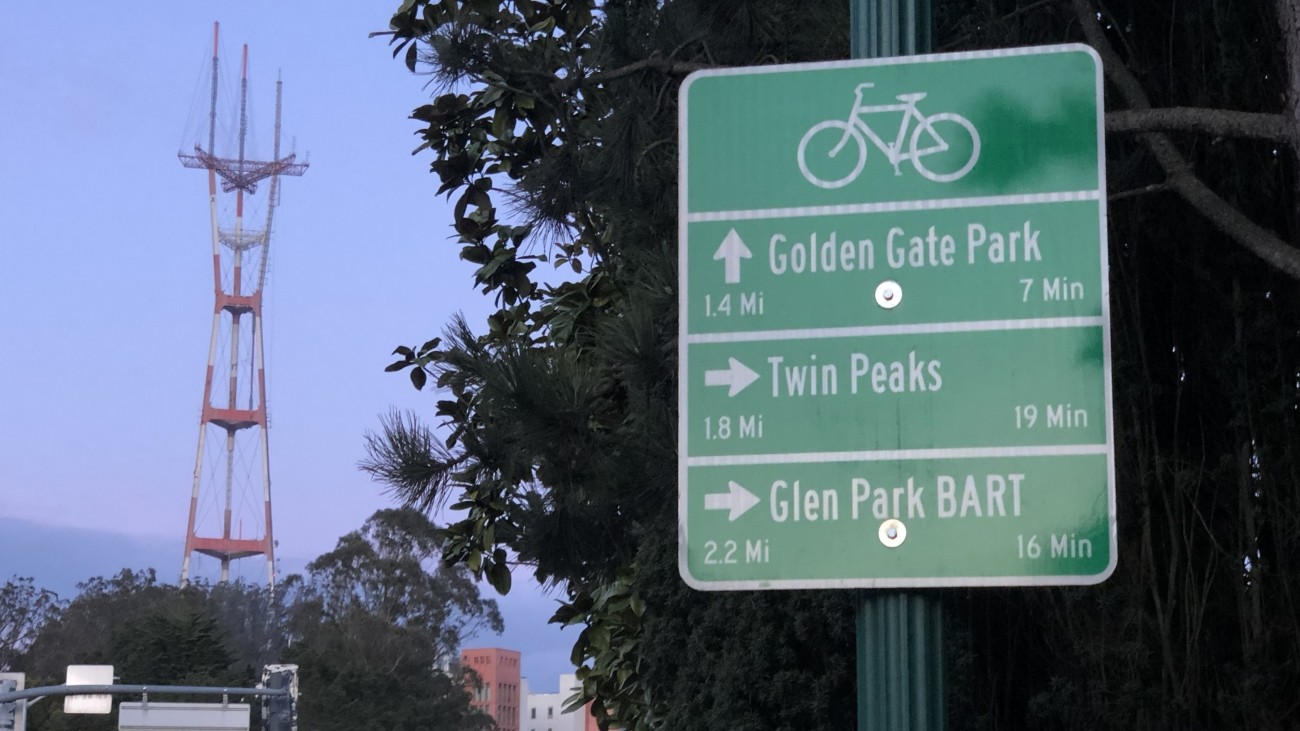 Golden Gate Park
1.4 Mi 7 Min
Twin Peaks
1.8 Mi 19 Min
Glen Park BART
2.2 Mi 16 Min